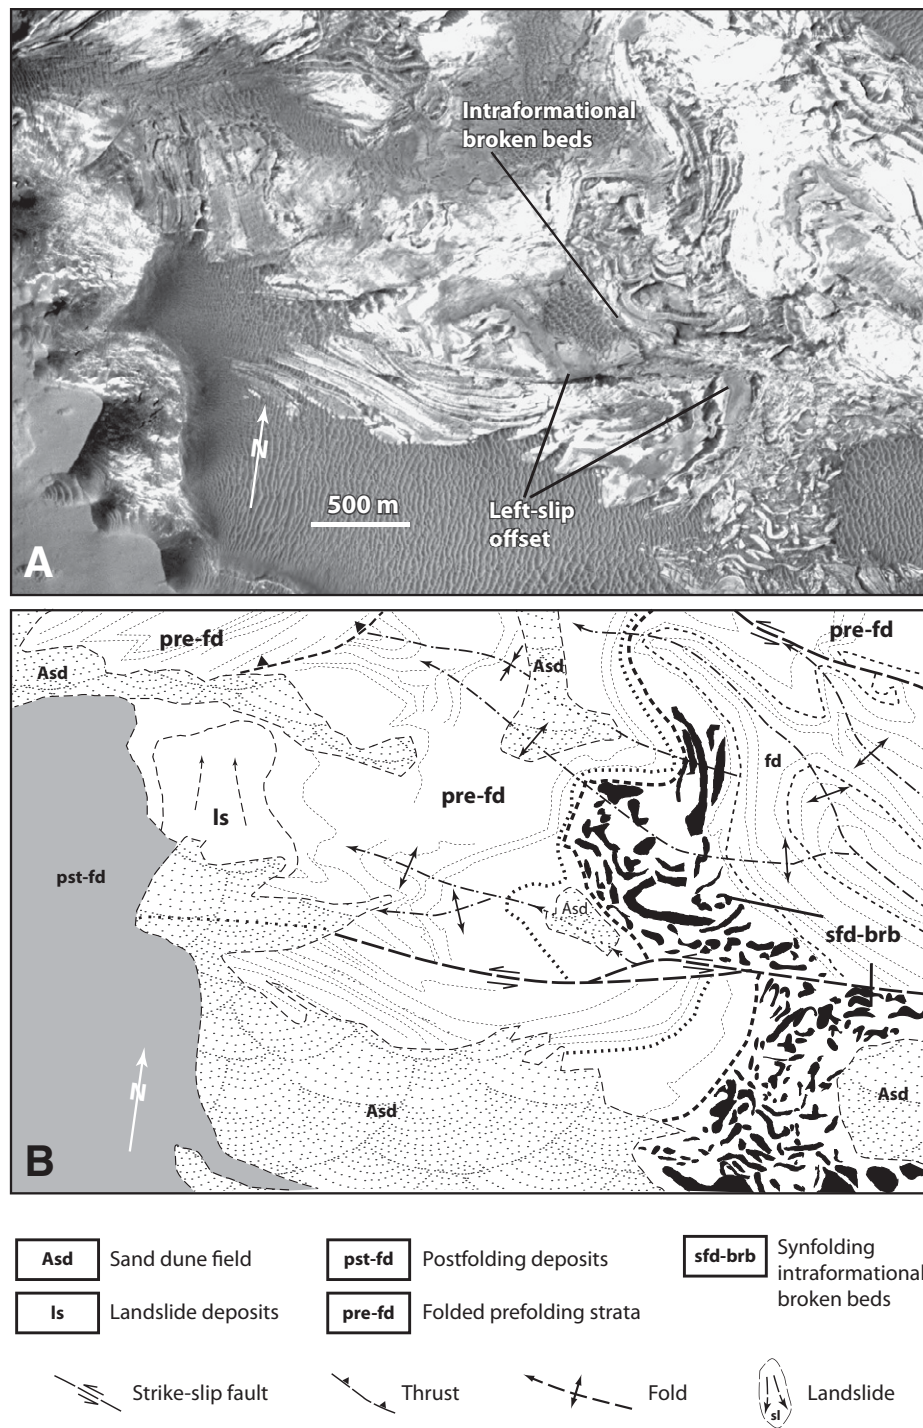 Intraformational
broken beds
N
500 m
Left-slip
offset
A
pre-fd
pre-fd
Asd
Asd
fd
pre-fd
ls
pst-fd
Asd
sfd-brb
N
Asd
Asd
B
Asd Sand dune field
pst-fd Postfolding deposits
sfd-brb Synfolding
intraformational
broken beds
ls Landslide deposits
pre-fd Folded prefolding strata
Strike-slip fault
Thrust
Fold
sl
Landslide